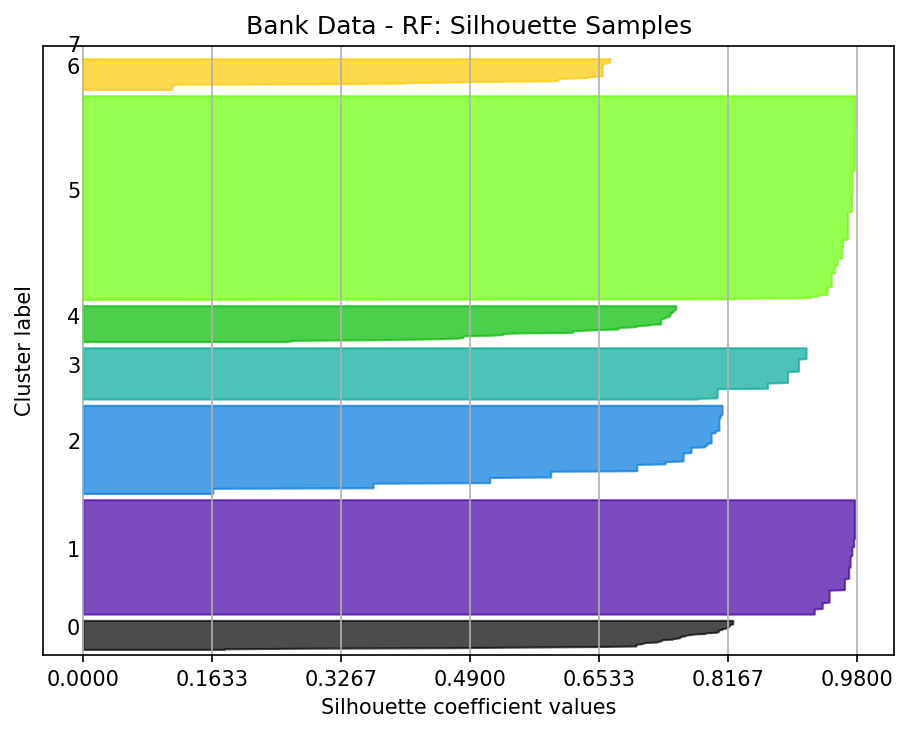 Bank Data - RF: Silhouette Samples
7
6
5
4
3
2
1
0
Cluster label
0.0000 0.1633 0.3267 0.4900 0.6533 0.8167 0.9800
Silhouette coefficient values